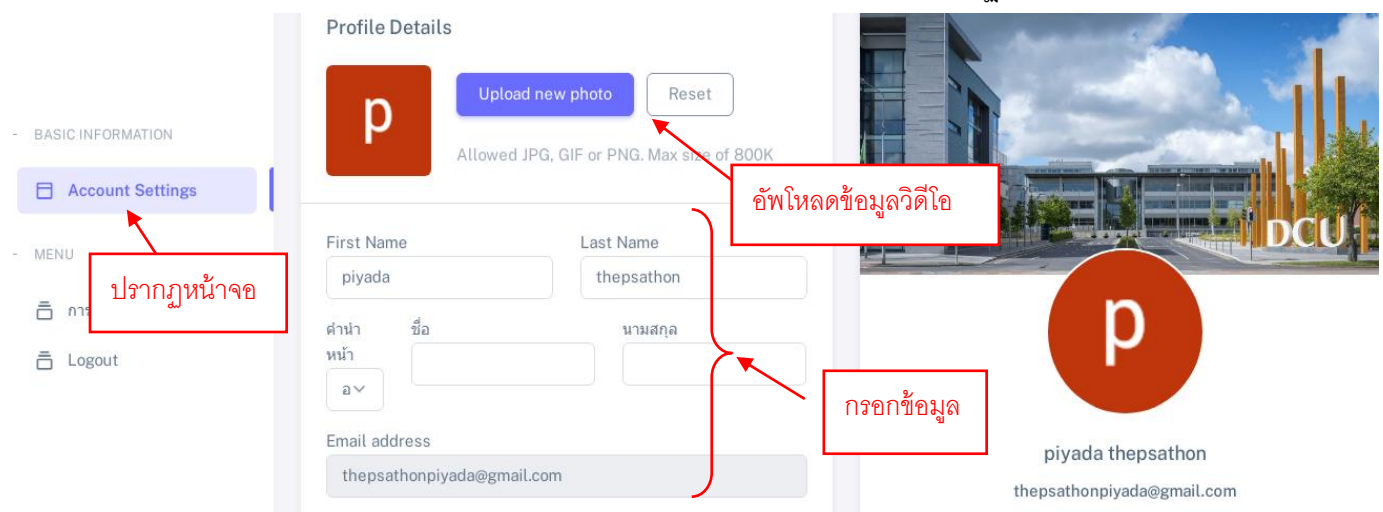 Profile Details
p
Upload new photo
Reset
Allowed JPG, GIF or PNG. Max size of 800K
- BASIC INFORMATION
Account Settings
- MENU
ปรากฏหน้าจอ
การ
Logout
อัพโหลดข้อมูลวิดีโอ
First Name
Last Name
piyada
thepsathon
คำนำ
หน้า
ชื่อ
นามสกุล
อ
กรอกข้อมูล
Email address
thepsathonpiyada@gmail.com
DCU
p
piyada thepsathon
thepsathonpiyada@gmail.com